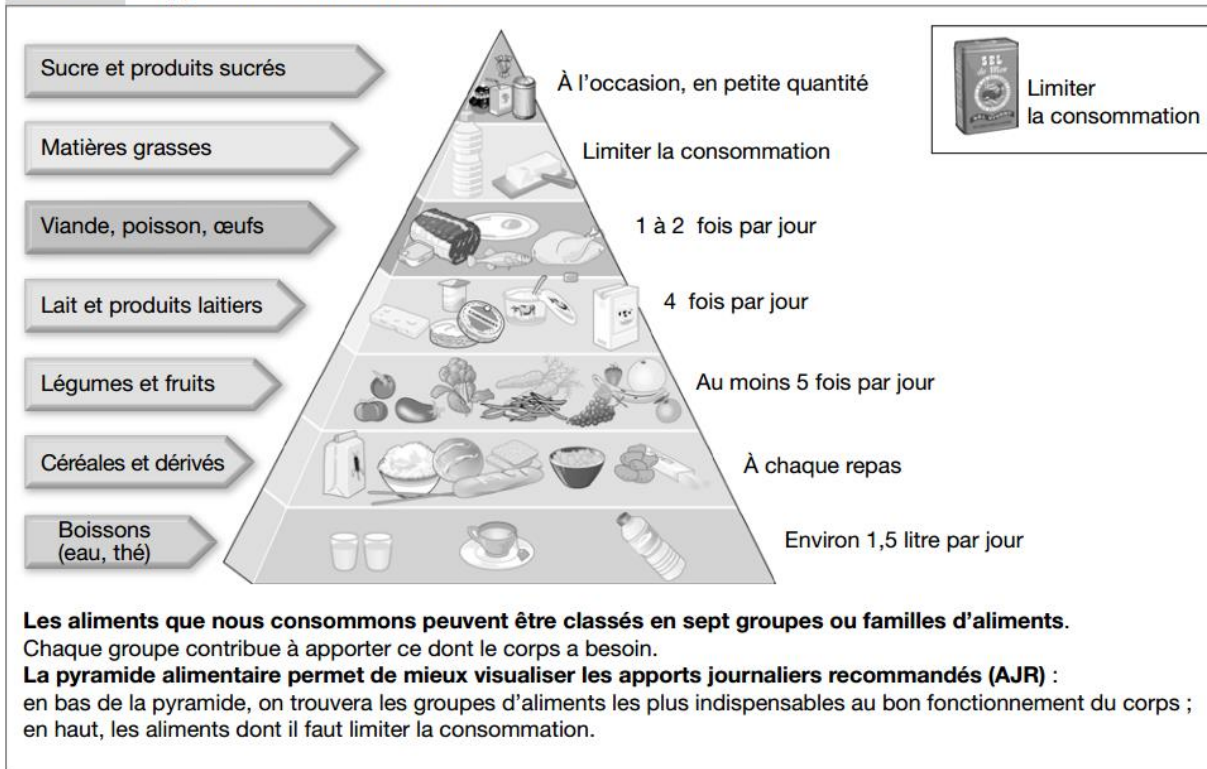 Sucre et produits sucrés
À l'occasion, en petite quantité
Matières grasses
Limiter la consommation
Viande, poisson, œufs
1 à 2 fois par jour
Lait et produits laitiers
4 fois par jour
Légumes et fruits
Au moins 5 fois par jour
Céréales et dérivés
À chaque repas
Boissons
(eau, thé)
Environ 1,5 litre par jour
SEL
de Mer
Limiter
la consommation
Les aliments que nous consommons peuvent être classés en sept groupes ou familles d'aliments.
Chaque groupe contribue à apporter ce dont le corps a besoin.
La pyramide alimentaire permet de mieux visualiser les apports journaliers recommandés (AJR) :
en bas de la pyramide, on trouvera les groupes d'aliments les plus indispensables au bon fonctionnement du corps ;
en haut, les aliments dont il faut limiter la consommation.